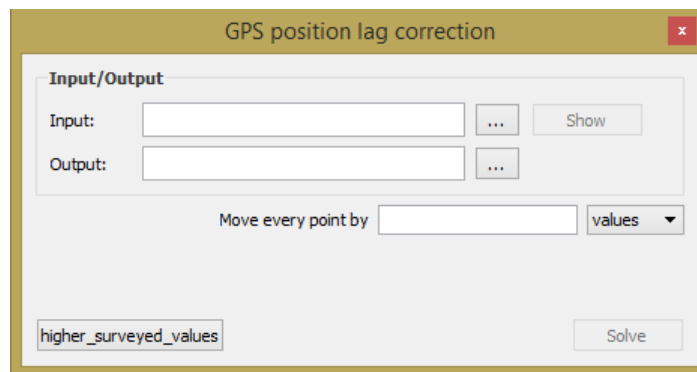 GPS position lag correction
x
Input/Output
Input: ... Show
Output: ...
Move every point by values
higher_surveyed_values Solve